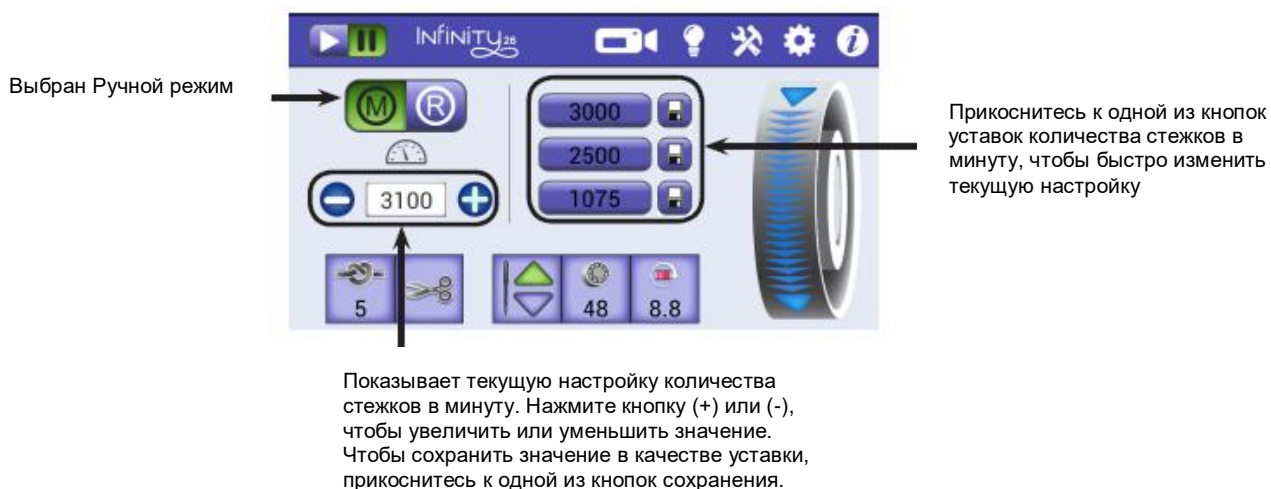 Infinity 26
M R
Выбран Ручной режим
3000
2500
1075
3100
5
48
8.8
Прикоснитесь к одной из кнопок
уставок количества стежков в
минуту, чтобы быстро изменить
текущую настройку
Показывает текущую настройку количества
стежков в минуту. Нажмите кнопку (+) или (-),
чтобы увеличить или уменьшить значение.
Чтобы сохранить значение в качестве уставки,
прикоснитесь к одной из кнопок сохранения.